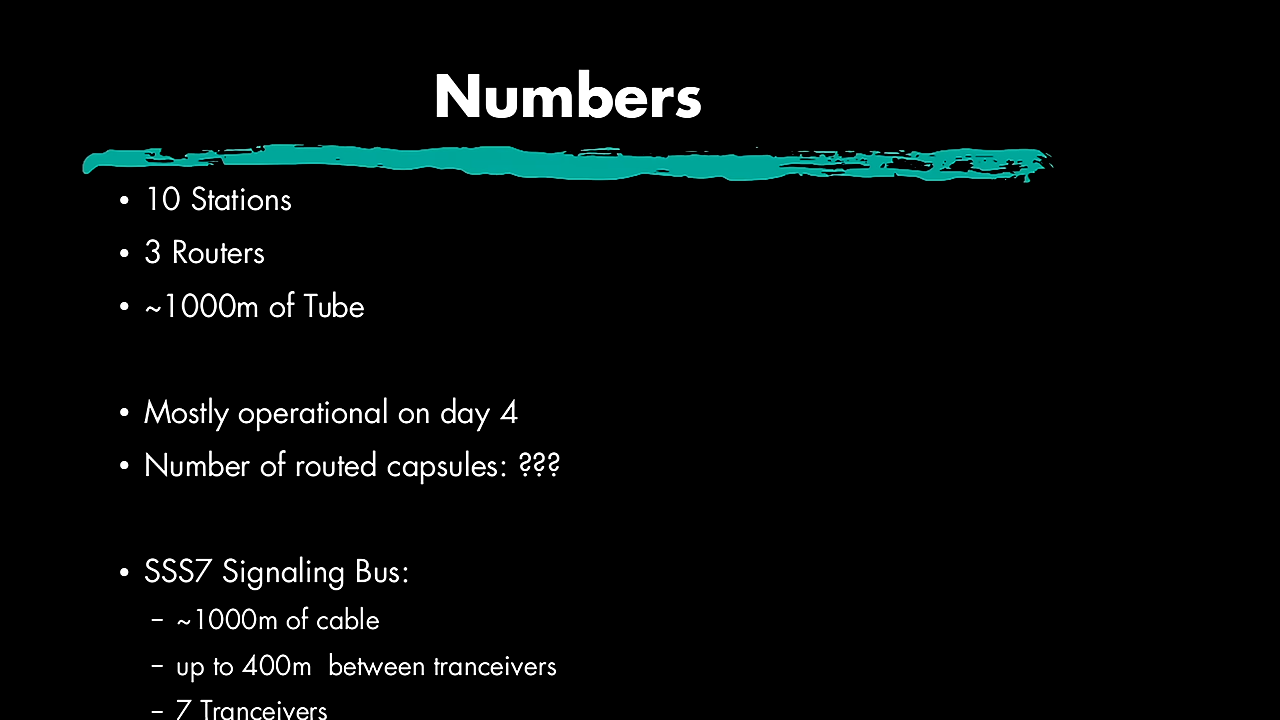 Numbers
• 10 Stations
• 3 Routers
• ~1000m of Tube
• Mostly operational on day 4
• Number of routed capsules: ???
• SSS7 Signaling Bus:
– ~1000m of cable
– up to 400m  between tranceivers
– 7 Tranceivers